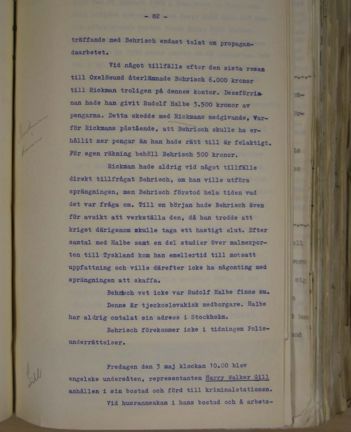 - 82 -
träffande med Behrisch endast talat om propagan-
daarbetet.
Vid något tillfälle efter den sista resan
till Oxelösund återlämnade Behrisch 6.000 kronor
till Rickman troligen på dennes kontor. Dessförin-
nan hade han givit Rudolf Halbe 3.500 kronor av
pengarna. Detta skedde med Rickmans medgivande, var-
för Rickmans påstående, att Behrisch skulle ha er-
hållit mer pengar än han hade rätt till är felaktigt.
För egen räkning behöll Behrisch 500 kronor.
Rickman hade aldrig vid något tillfälle
direkt tillfrågat Behrisch, om han ville utföra
sprängningen, men Behrisch förstod hela tiden vad
det var fråga om. Till en början hade Behrisch även
för avsikt att verkställa den, då han trodde att
kriget därigenom skulle taga ett hastigt slut. Efter
samtal med Halbe samt en del studier över malmexpor-
ten till Tyskland kom han emellertid till motsatt
uppfattning och ville därefter icke ha någonting med
sprängningen att skaffa.
Behrisch vet icke var Rudolf Halbe finns nu.
Denne är tjeckoslovakisk medborgare. Halbe
har aldrig omtalat sin adress i Stockholm.
Behrisch förekommer icke i tidningen Polis-
underrättelser.
Fredagen den 3 maj klockan 10.00 blev
engelske undersåten, representanten Harry Walker Gill
anhållen i sin bostad och förd till kriminalstationen.
Vid husrannsakan i hans bostad och å arbets-